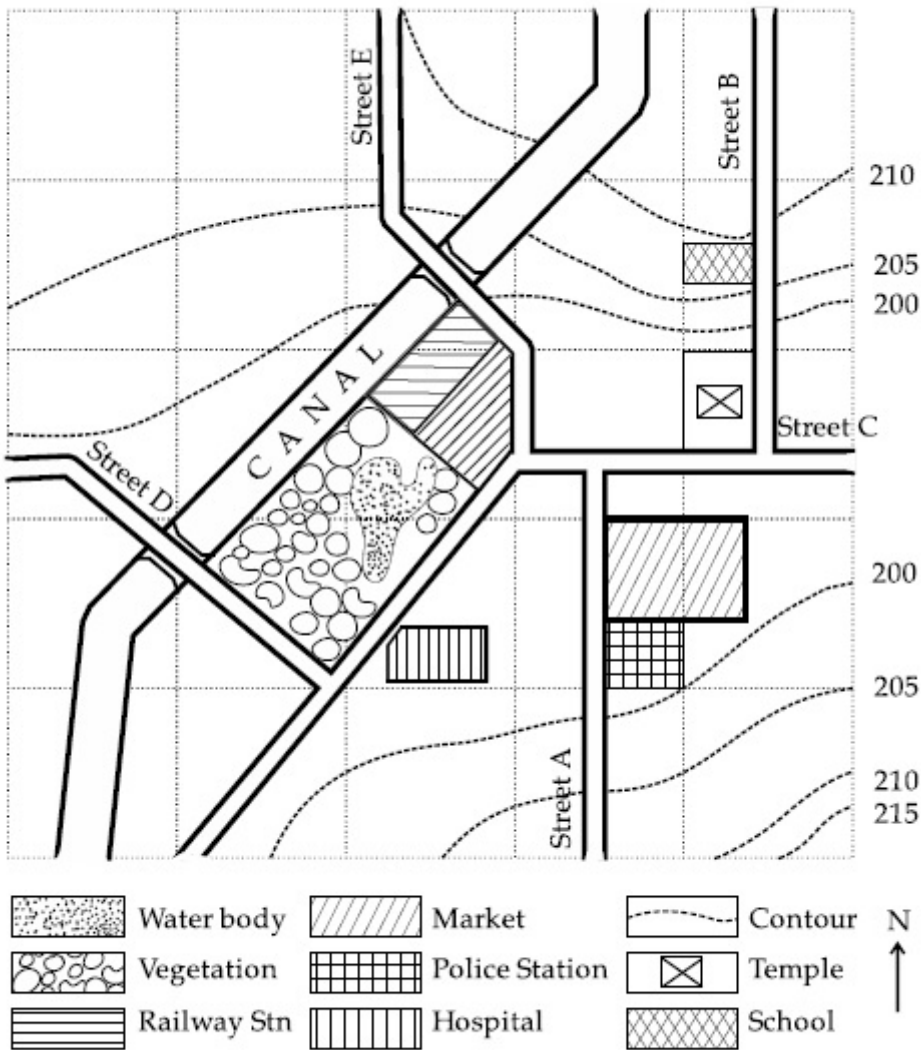 Street E
Street B
210
205
200
CANAL
Street C
Street D
200
205
Street A
210
215
Water body
Market
Contour
N
Vegetation
Police Station
Temple
Railway Stn
Hospital
School